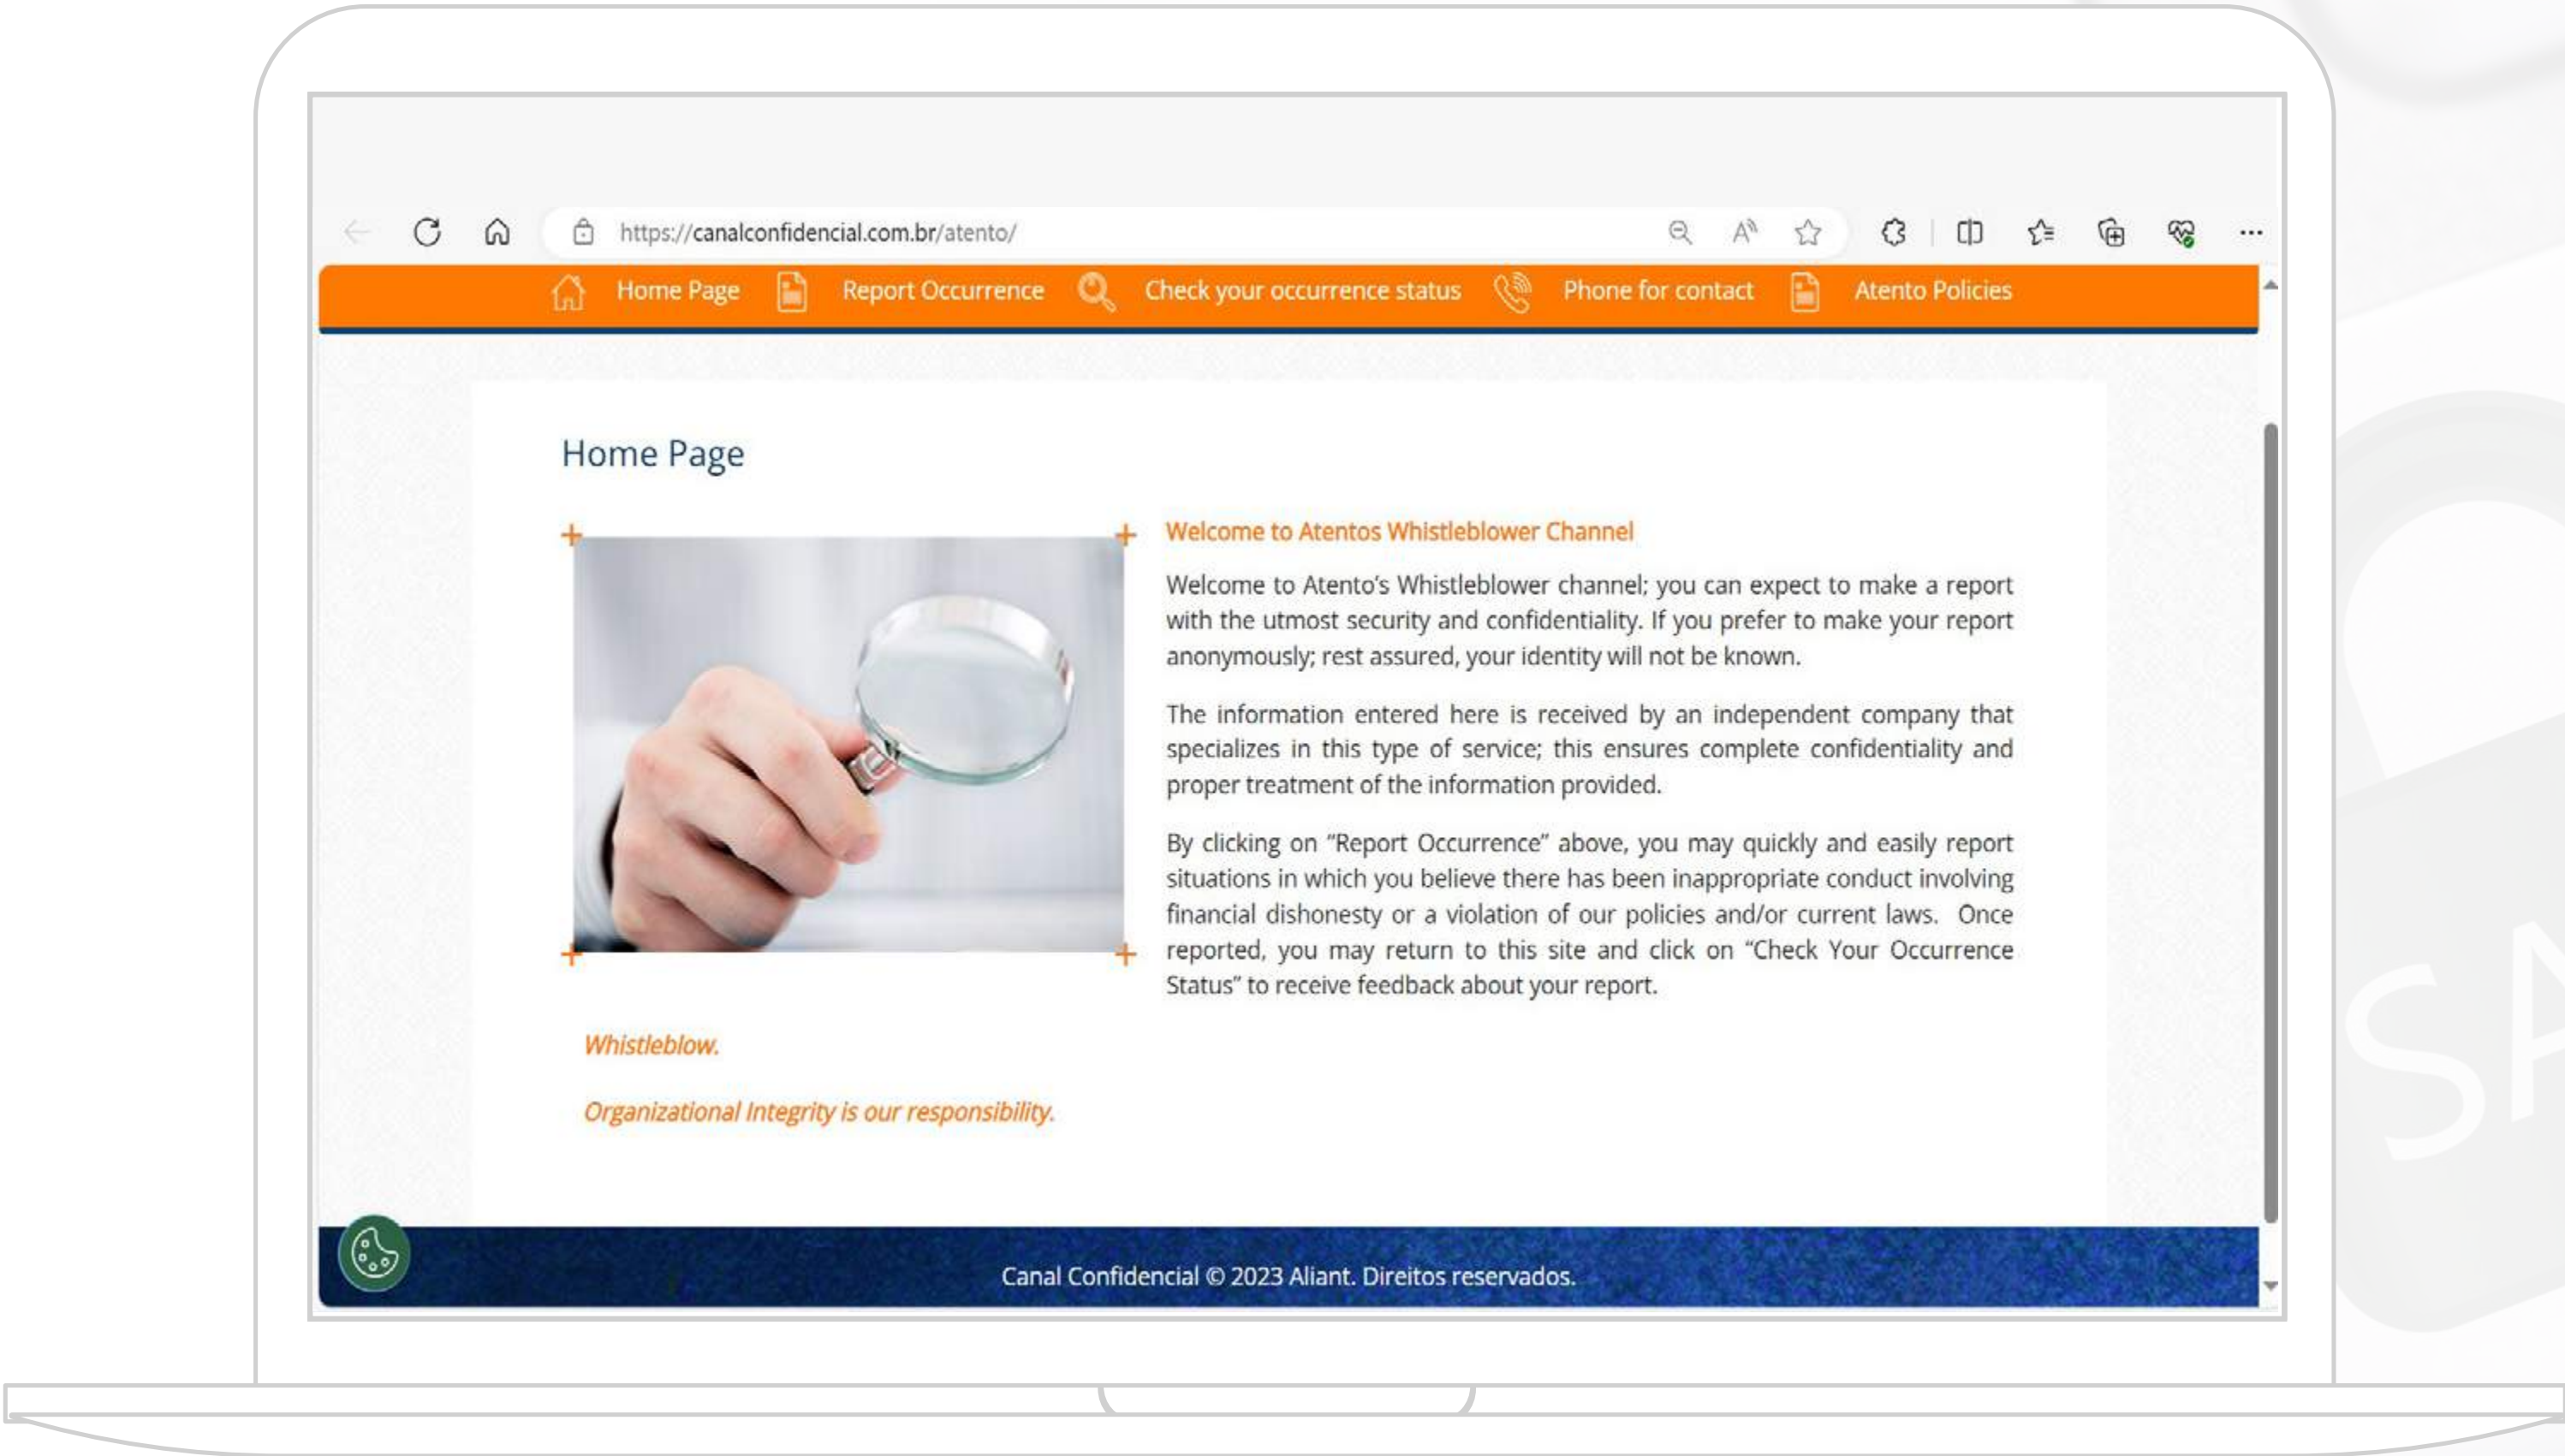 https://canalconfidencial.com.br/atento/
Home Page
Report Occurrence
Check your occurrence status
Phone for contact
Atento Policies
Home Page
Welcome to Atentos Whistleblower Channel
Welcome to Atento’s Whistleblower channel; you can expect to make a report
with the utmost security and confidentiality. If you prefer to make your report
anonymously; rest assured, your identity will not be known.
The information entered here is received by an independent company that
specializes in this type of service; this ensures complete confidentiality and
proper treatment of the information provided.
By clicking on “Report Occurrence” above, you may quickly and easily report
situations in which you believe there has been inappropriate conduct involving
financial dishonesty or a violation of our policies and/or current laws.  Once
reported, you may return to this site and click on “Check Your Occurrence
Status” to receive feedback about your report.
Whistleblow.
Organizational Integrity is our responsibility.
Canal Confidencial © 2023 Aliant. Direitos reservados.